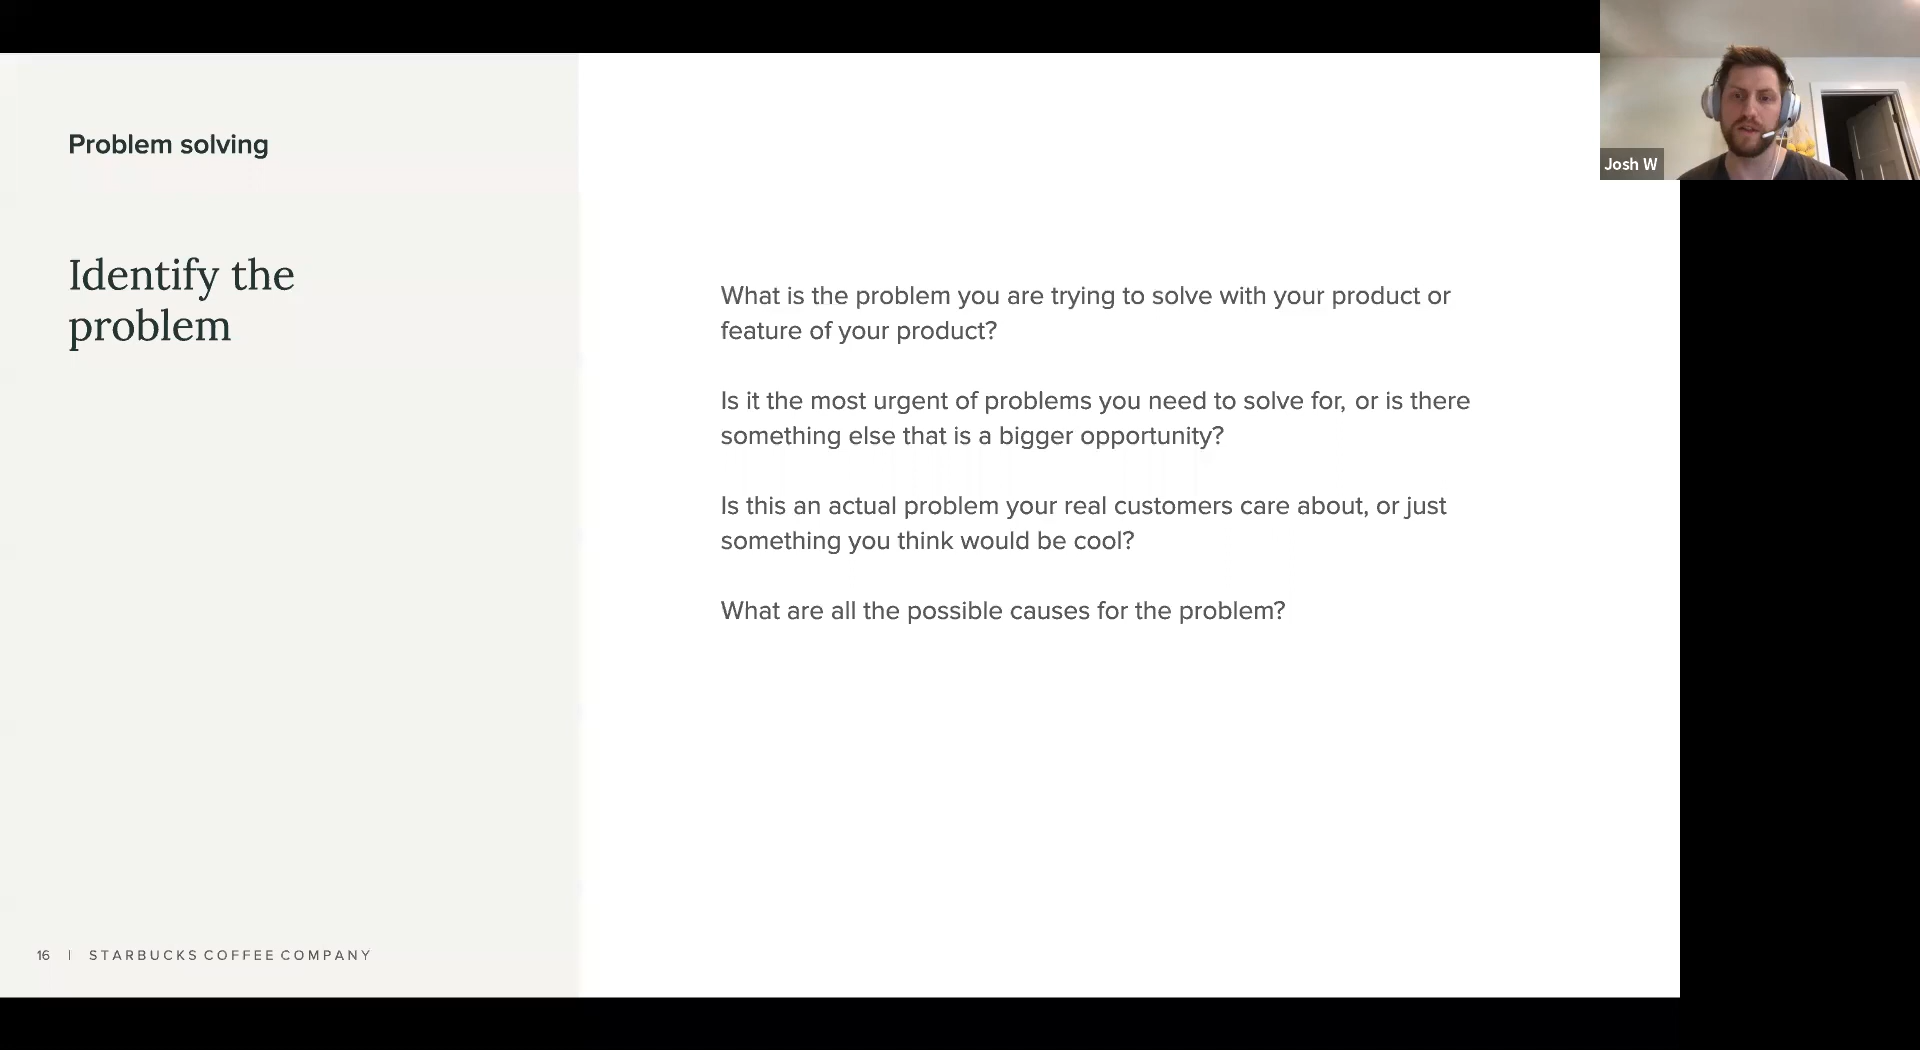 Problem solving
Identify the
problem
What is the problem you are trying to solve with your product or
feature of your product?
Is it the most urgent of problems you need to solve for, or is there
something else that is a bigger opportunity?
Is this an actual problem your real customers care about, or just
something you think would be cool?
What are all the possible causes for the problem?
16 | STARBUCKS COFFEE COMPANY
Josh W